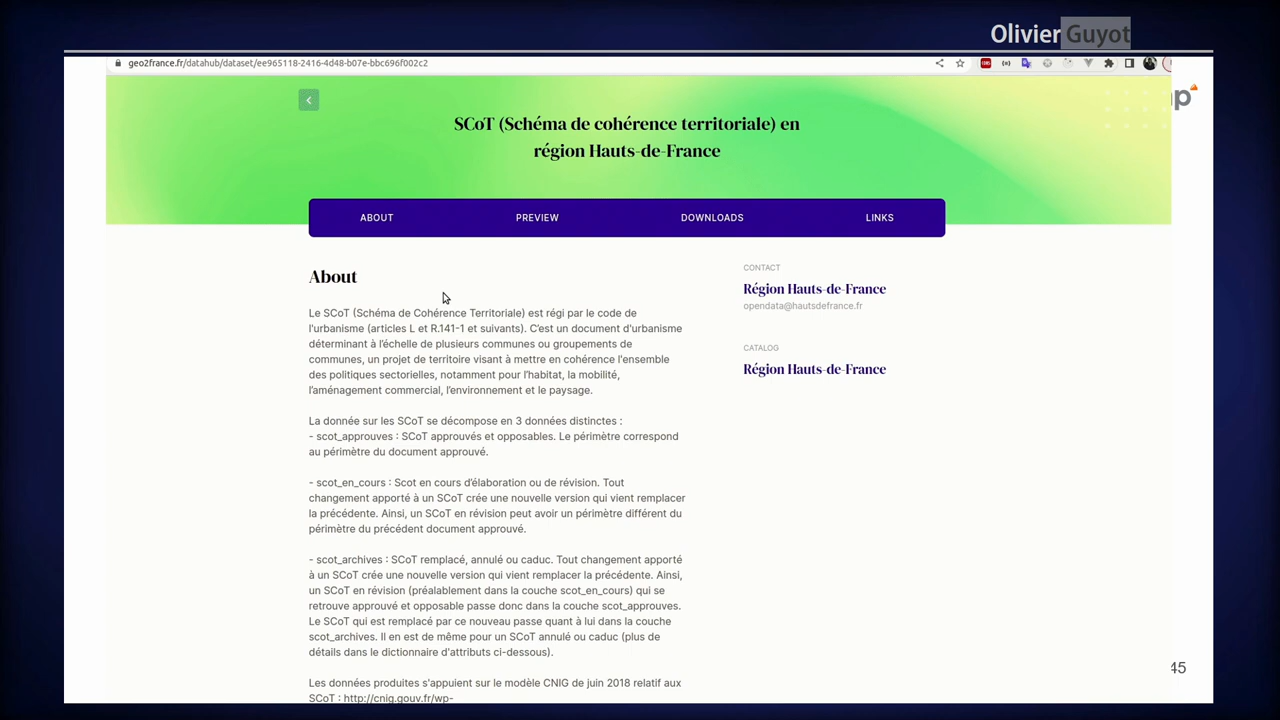 Olivier Guyot
geo2france.fr/datahub/dataset/ee965118-2416-4d48-b07e-bbc696f002c2
SCoT (Schéma de cohérence territoriale) en
région Hauts-de-France
ABOUT PREVIEW DOWNLOADS LINKS
About
Le SCoT (Schéma de Cohérence Territoriale) est régi par le code de
l'urbanisme (articles L et R.141-1 et suivants). C'est un document d'urbanisme
déterminant à l'échelle de plusieurs communes ou groupements de
communes, un projet de territoire visant à mettre en cohérence l'ensemble
des politiques sectorielles, notamment pour l'habitat, la mobilité,
l'aménagement commercial, l'environnement et le paysage.
La donnée sur les SCoT se décompose en 3 données distinctes :
- scot_approuves : SCoT approuvés et opposables. Le périmètre correspond
au périmètre du document approuvé.
- scot_en_cours : Scot en cours d'élaboration ou de révision. Tout
changement apporté à un SCoT crée une nouvelle version qui vient remplacer
la précédente. Ainsi, un SCoT en révision peut avoir un périmètre différent du
périmètre du précédent document approuvé.
- scot_archives : SCoT remplacé, annulé ou caduc. Tout changement apporté
à un SCoT crée une nouvelle version qui vient remplacer la précédente. Ainsi,
un SCoT en révision (préalablement dans la couche scot_en_cours) qui se
retrouve approuvé et opposable passe donc dans la couche scot_approuves.
Le SCoT qui est remplacé par ce nouveau passe quant à lui dans la couche
scot_archives. Il en est de même pour un SCoT annulé ou caduc (plus de
détails dans le dictionnaire d'attributs ci-dessous).
Les données produites s'appuient sur le modèle CNIG de juin 2018 relatif aux
SCoT : http://cnig.gouv.fr/wp-
CONTACT
Région Hauts-de-France
opendata@hautsdefrance.fr
CATALOG
Région Hauts-de-France
45